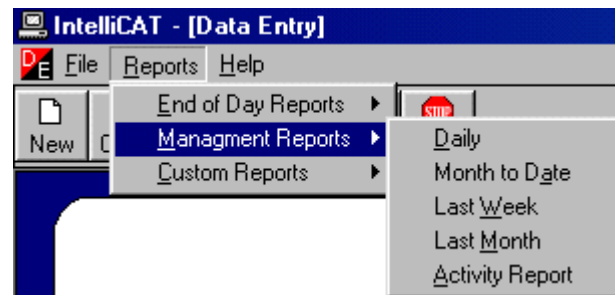 IntelliCAT - [Data Entry]
DE File Reports Help
End of Day Reports
STOP
New
Managment Reports
Daily
Custom Reports
Month to Date
Last Week
Last Month
Activity Report